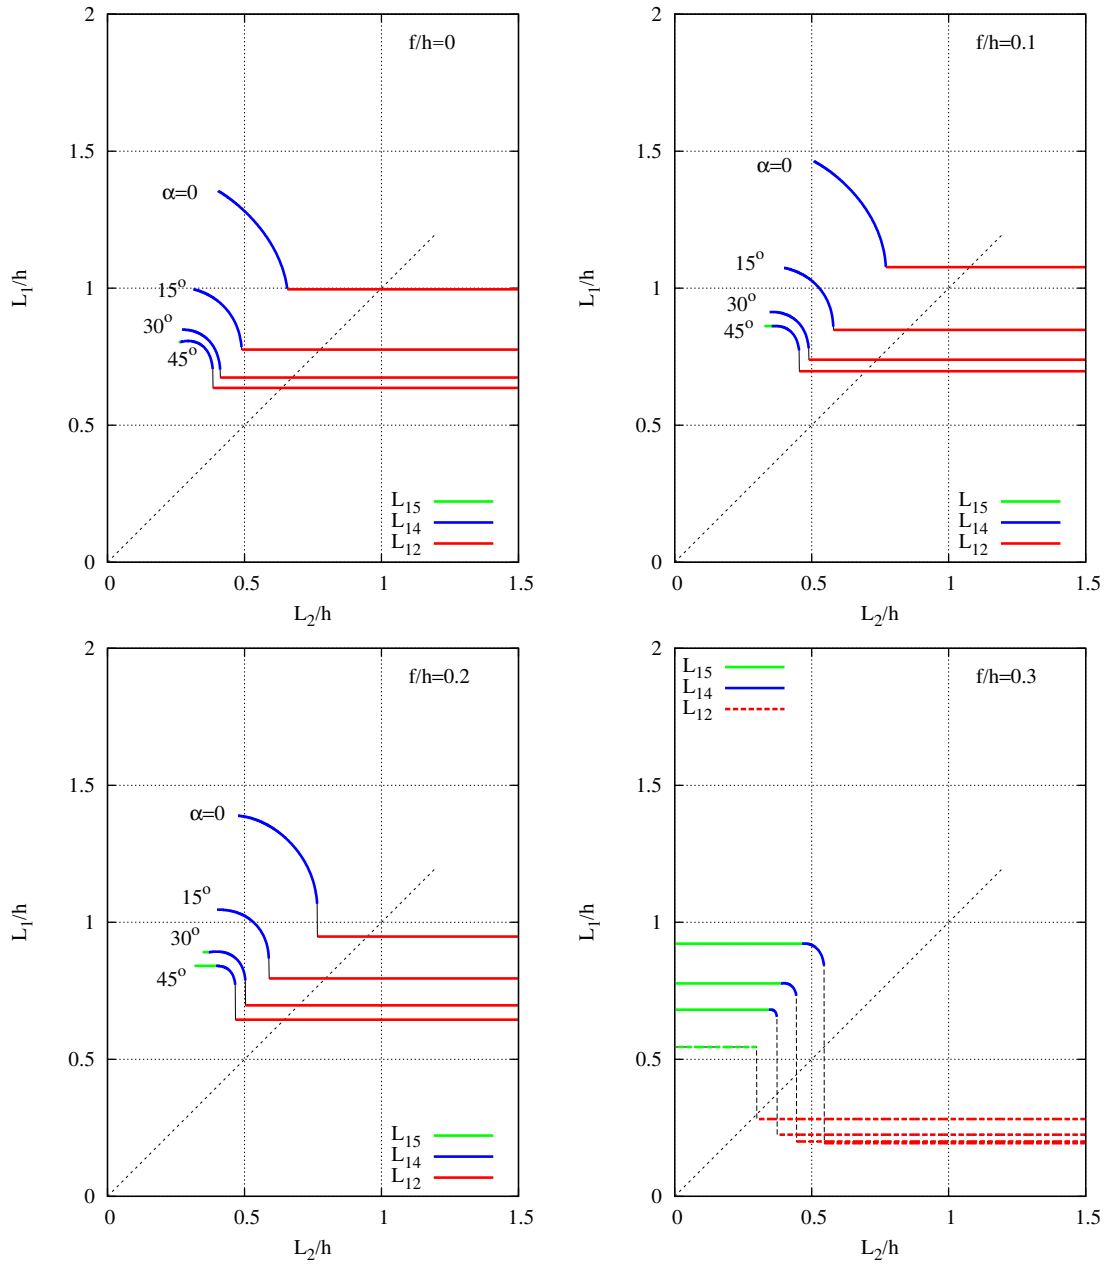 2
f/h=0
1.5
α=0
L₁/h
15°
1
30°
45°
0.5
L₁₅
L₁₄
L₁₂
0
0 0.5 1 1.5
L₂/h
2
f/h=0.1
1.5
α=0
15°
L₁/h
1
30°
45°
0.5
L₁₅
L₁₄
L₁₂
0
0 0.5 1 1.5
L₂/h
2
f/h=0.2
1.5
α=0
15°
L₁/h
1
30°
45°
0.5
L₁₅
L₁₄
L₁₂
0
0 0.5 1 1.5
L₂/h
2
L₁₅
f/h=0.3
L₁₄
L₁₂
1.5
L₁/h
1
0.5
0
0 0.5 1 1.5
L₂/h